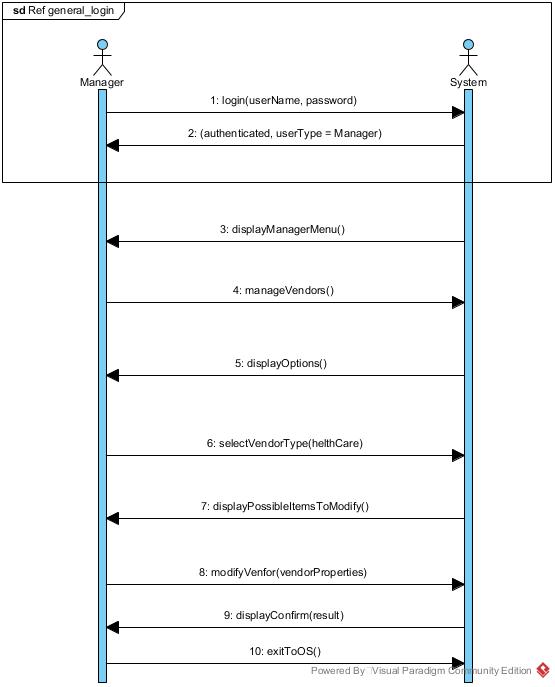 sd Ref general_login
Manager
System
1: login(userName, password)
2: (authenticated, userType = Manager)
3: displayManagerMenu()
4: manageVendors()
5: displayOptions()
6: selectVendorType(helthCare)
7: displayPossibleItemsToModify()
8: modifyVenfor(vendorProperties)
9: displayConfirm(result)
10: exitToOS()
Powered By Visual Paradigm Community Edition